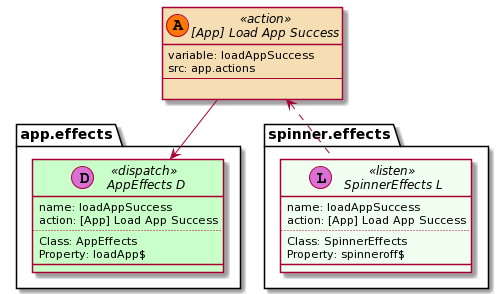 A
«action»
[App] Load App Success
variable: loadAppSuccess
src: app.actions
app.effects
D
«dispatch»
AppEffects D
name: loadAppSuccess
action: [App] Load App Success
Class: AppEffects
Property: loadApp$
spinner.effects
L
«listen»
SpinnerEffects L
name: loadAppSuccess
action: [App] Load App Success
Class: SpinnerEffects
Property: spinneroff$